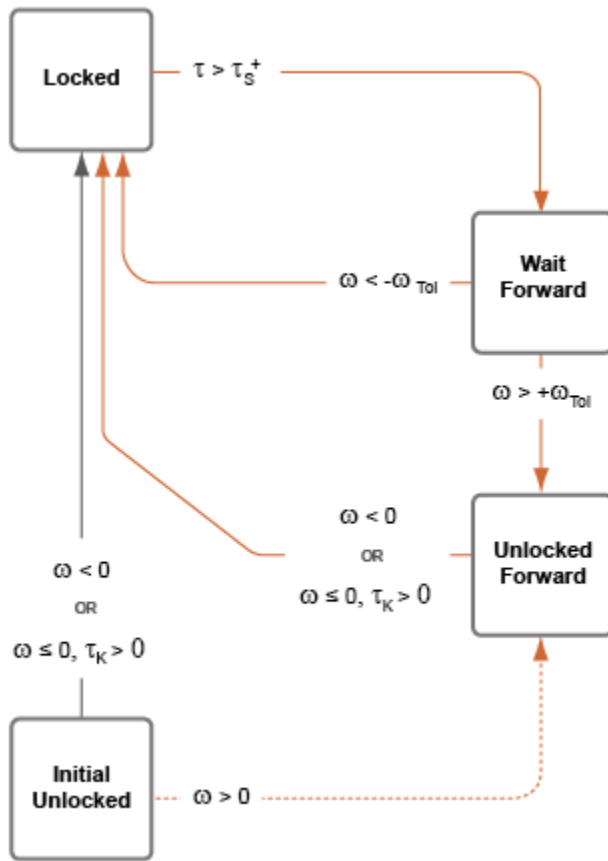 Locked
τ > τS+
Wait
Forward
ω < -ω Tol
ω > +ωTol
ω < 0
OR
ω ≤ 0, τK > 0
Unlocked
Forward
ω < 0
OR
ω ≤ 0, τK > 0
Initial
Unlocked
ω > 0